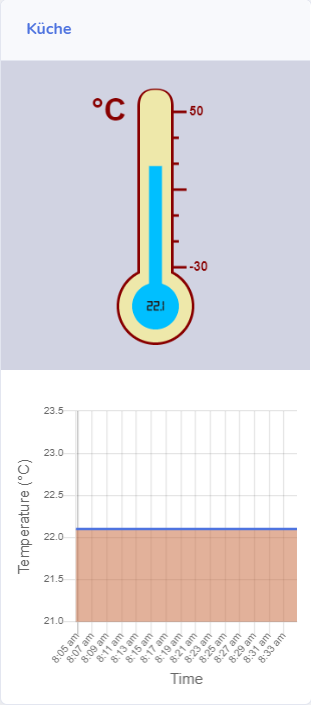 Küche
°C
50
-30
22.1
23.5
23.0
22.5
22.0
21.5
21.0
Temperature (°C)
8:05 am
8:07 am
8:09 am
8:11 am
8:13 am
8:15 am
8:17 am
8:19 am
8:21 am
8:23 am
8:25 am
8:27 am
8:29 am
8:31 am
8:33 am
Time